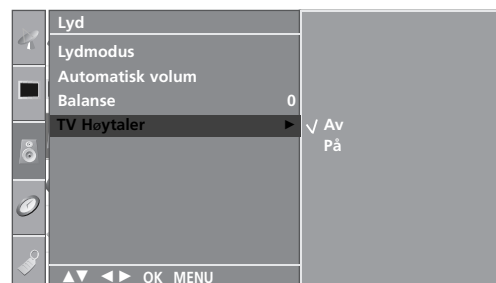 Lyd
Lydmodus
Automatisk volum
Balanse 0
TV Høytaler ► √ Av
På
▲▼ ◄► OK MENU